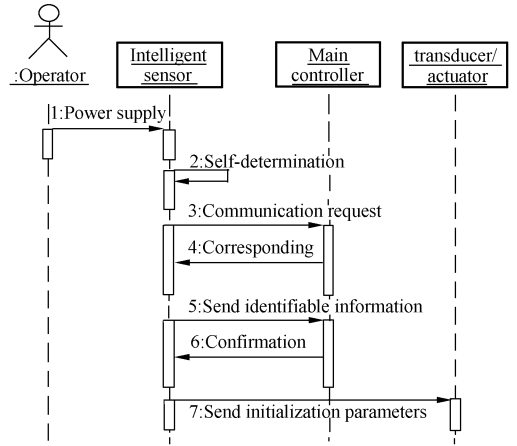 :Operator
Intelligent
sensor
Main
controller
transducer/
actuator
1:Power supply
2:Self-determination
3:Communication request
4:Corresponding
5:Send identifiable information
6:Confirmation
7:Send initialization parameters